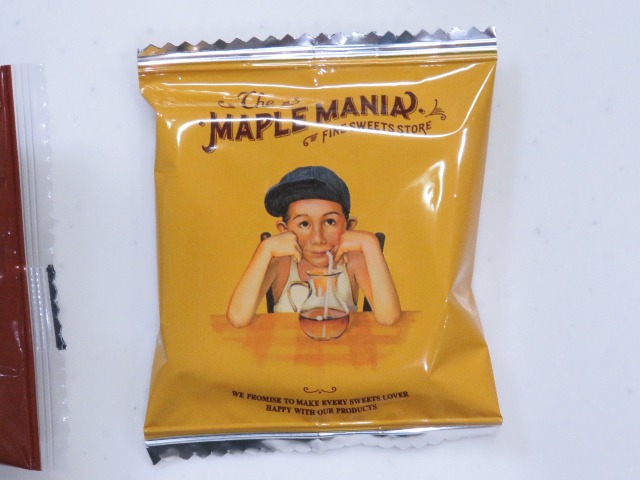 The
MAPLE MANIA
FINE SWEETS STORE
WE PROMISE TO MAKE EVERY SWEETS LOVER
HAPPY WITH OUR PRODUCTS